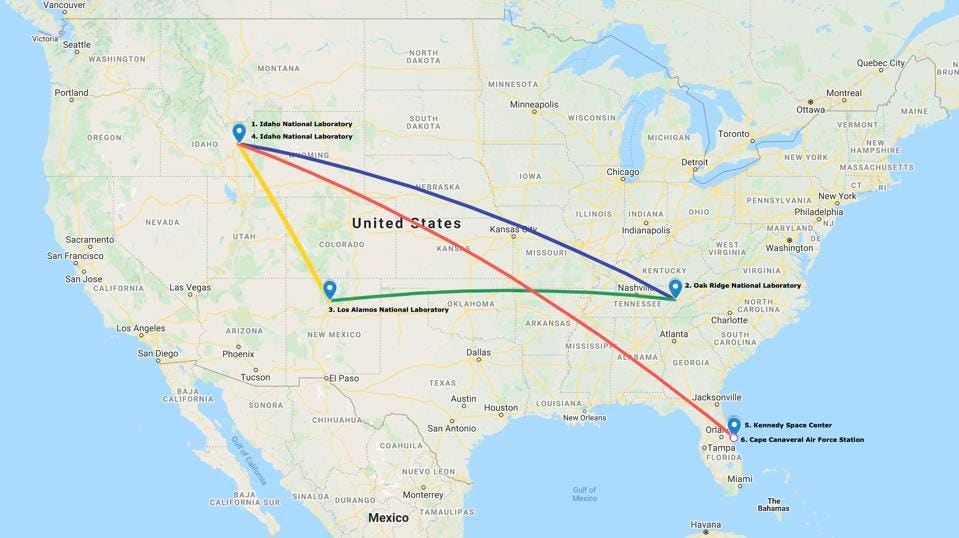 Vancouver
Victoria
Seattle
WASHINGTON
MONTANA
NORTH
DAKOTA
MINNESOTA
Quebec City
Montreal
Ottawa
MAINE
Portland
OREGON
IDAHO
1. Idaho National Laboratory
4. Idaho National Laboratory
WYOMING
SOUTH
DAKOTA
Minneapolis
WISCONSIN
MICHIGAN
Toronto
VERMONT
NEW
HAMPSHIRE
MASSACHUSETTS
CT
RI
NEW YORK
Detroit
Chicago
IOWA
NEBRASKA
New York
PENNSYLVANIA
Philadelphia
NJ
OHIO
INDIANA
ILLINOIS
Indianapolis
MARYLAND
DE
Washington
WEST
VIRGINIA
VIRGINIA
NEVADA
UTAH
COLORADO
United States
KANSAS
Kansas City
MISSOURI
KENTUCKY
Sacramento
San Francisco
San Jose
CALIFORNIA
Las Vegas
Los Angeles
San Diego
ARIZONA
Phoenix
Tucson
3. Los Alamos National Laboratory
NEW MEXICO
OKLAHOMA
ARKANSAS
Nashville
TENNESSEE
2. Oak Ridge National Laboratory
NORTH
CAROLINA
Charlotte
SOUTH
CAROLINA
Atlanta
GEORGIA
ALABAMA
MISSISSIPPI
El Paso
Dallas
TEXAS
Austin
Houston
San Antonio
LOUISIANA
New Orleans
Jacksonville
5. Kennedy Space Center
6. Cape Canaveral Air Force Station
Tampa
FLORIDA
Miami
The
Bahamas
Havana
Gulf of
Mexico
BAJA
CALIFORNIA
SONORA
CHIHUAHUA
COAHUILA
Gulf of California
BAJA
CALIFORNIA SUR
SINALOA
DURANGO
NUEVO LEON
Monterrey
TAMAULIPAS
Mexico